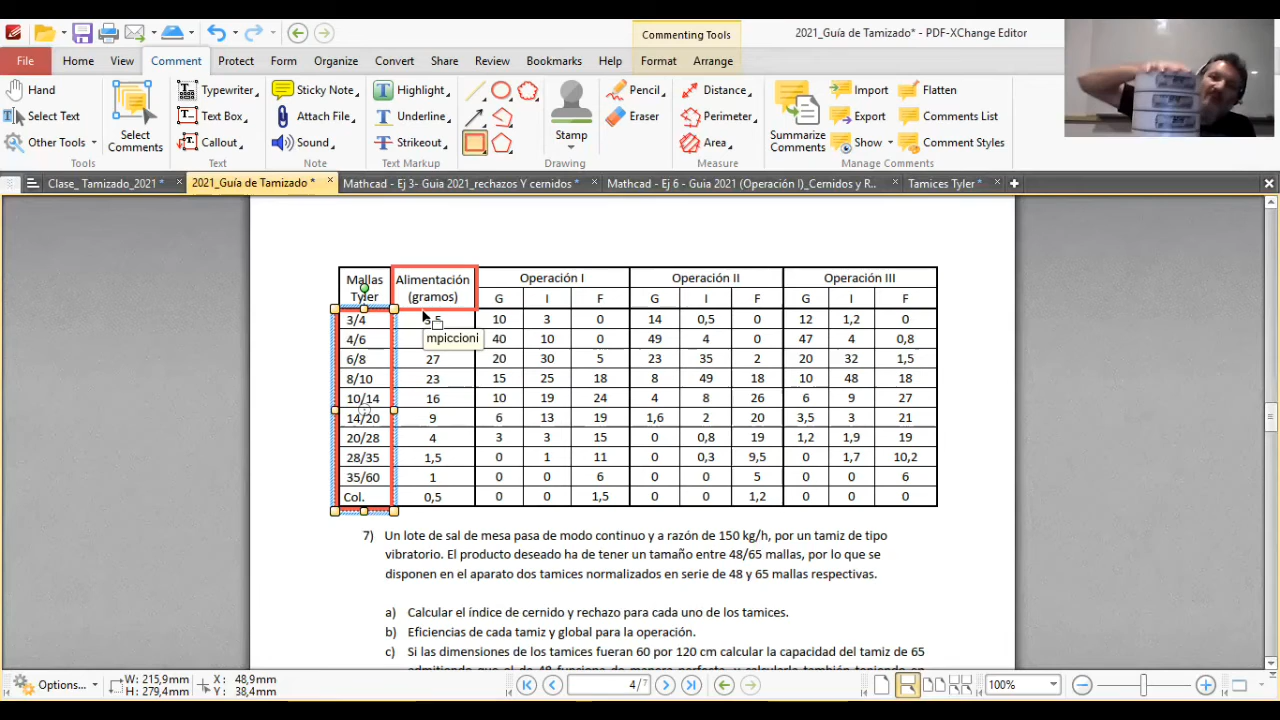 Commenting Tools
2021_Guía de Tamizado* - PDF-XChange Editor
File Home View Comment Protect Form Organize Convert Share Review Bookmarks Help Format Arrange
Hand
Select Text
Other Tools
Tools
Select Comments
Typewriter
Text Box
Callout
Text
Sticky Note
Attach File
Sound
Note
Highlight
Underline
Strikeout
Text Markup
Pencil
Eraser
Drawing
Stamp
Distance
Perimeter
Area
Measure
Summarize Comments
Import
Export
Show
Flatten
Comments List
Comment Styles
Manage Comments
Clase_ Tamizado_2021 * 2021_Guía de Tamizado * Mathcad - Ej 3- Guia 2021_rechazos Y cernidos * Mathcad - Ej 6 - Guia 2021 (Operación I)_Cernidos y R... Tamices Tyler *
Mallas Tyler Alimentación (gramos) Operación I Operación II Operación III
G I F G I F G I F
3/4 10 3 0 14 0,5 0 12 1,2 0
4/6 40 10 0 49 4 0 47 4 0,8
mpiccioni
6/8 27 20 30 5 23 35 2 20 32 1,5
8/10 23 15 25 18 8 49 18 10 48 18
10/14 16 10 19 24 4 8 26 6 9 27
14/20 9 6 13 19 1,6 2 20 3,5 3 21
20/28 4 3 3 15 0 0,8 19 1,2 1,9 19
28/35 1,5 0 1 11 0 0,3 9,5 0 1,7 10,2
35/60 1 0 0 6 0 0 5 0 0 6
Col. 0,5 0 0 1,5 0 0 1,2 0 0 0
7) Un lote de sal de mesa pasa de modo continuo y a razón de 150 kg/h, por un tamiz de tipo
vibratorio. El producto deseado ha de tener un tamaño entre 48/65 mallas, por lo que se
disponen en el aparato dos tamices normalizados en serie de 48 y 65 mallas respectivas.
a) Calcular el índice de cernido y rechazo para cada uno de los tamices.
b) Eficiencias de cada tamiz y global para la operación.
c) Si las dimensiones de los tamices fueran 60 por 120 cm calcular la capacidad del tamiz de 65
Options... W: 215,9mm X: 48,9mm 4/7 100%
H: 279,4mm Y: 38,4mm